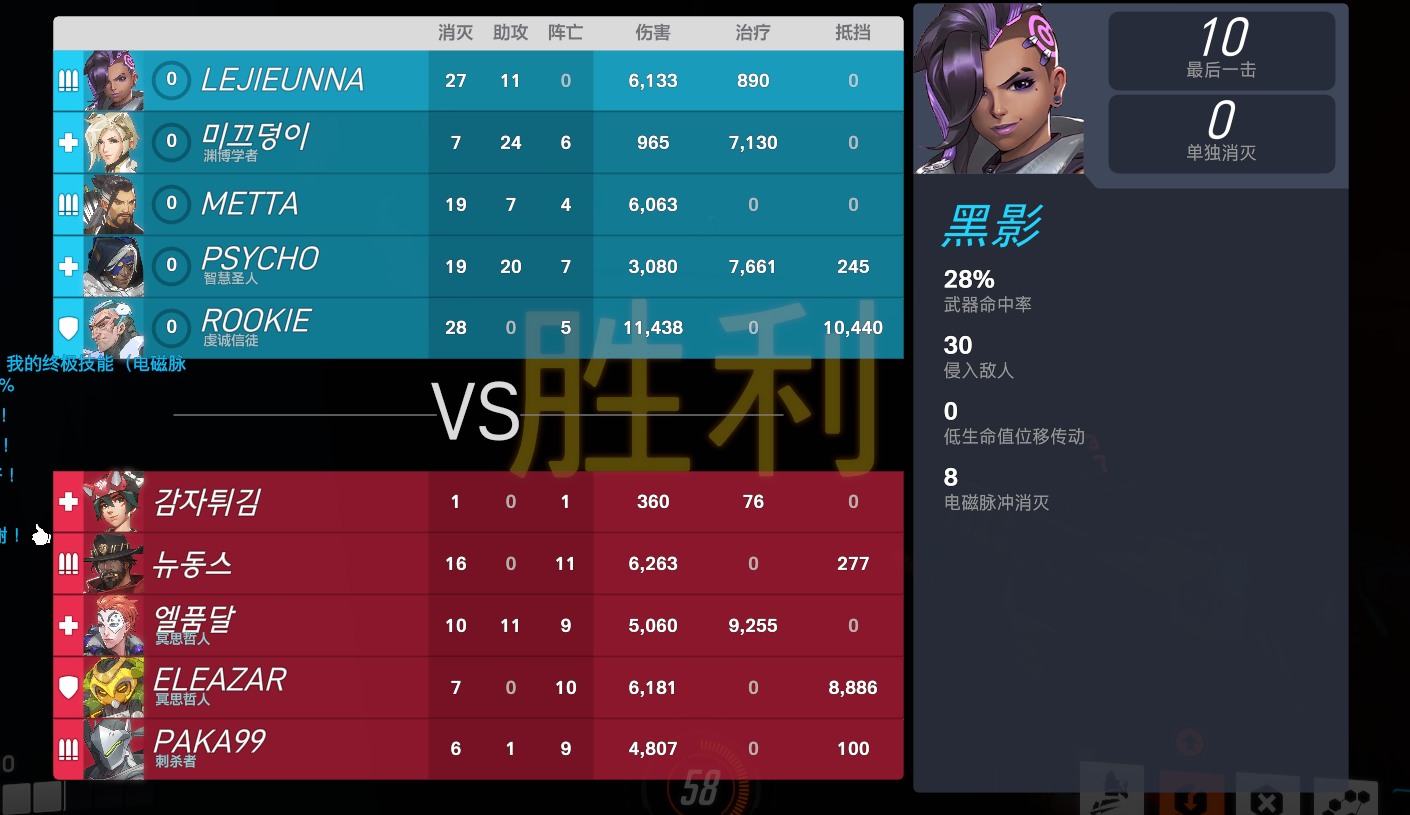 消灭 助攻 阵亡 伤害 治疗 抵挡
0 LEJIEUNNA 27 11 0 6,133 890 0
0 미끄덩이 7 24 6 965 7,130 0
渊博学者
0 METTA 19 7 4 6,063 0 0
0 PSYCHO 19 20 7 3,080 7,661 245
智慧圣人
0 ROOKIE 28 0 5 11,438 0 10,440
虔诚信徒
我的终极技能（电磁脉
%
！
！
！
谢！
胜利
VS
감자튀김 1 0 1 360 76 0
뉴동스 16 0 11 6,263 0 277
엘품달 10 11 9 5,060 9,255 0
冥思哲人
ELEAZAR 7 0 10 6,181 0 8,886
冥思哲人
PAKA99 6 1 9 4,807 0 100
刺杀者
0
58
10
最后一击
0
单独消灭
黑影
28%
武器命中率
30
侵入敌人
0
低生命值位移传动
8
电磁脉冲消灭